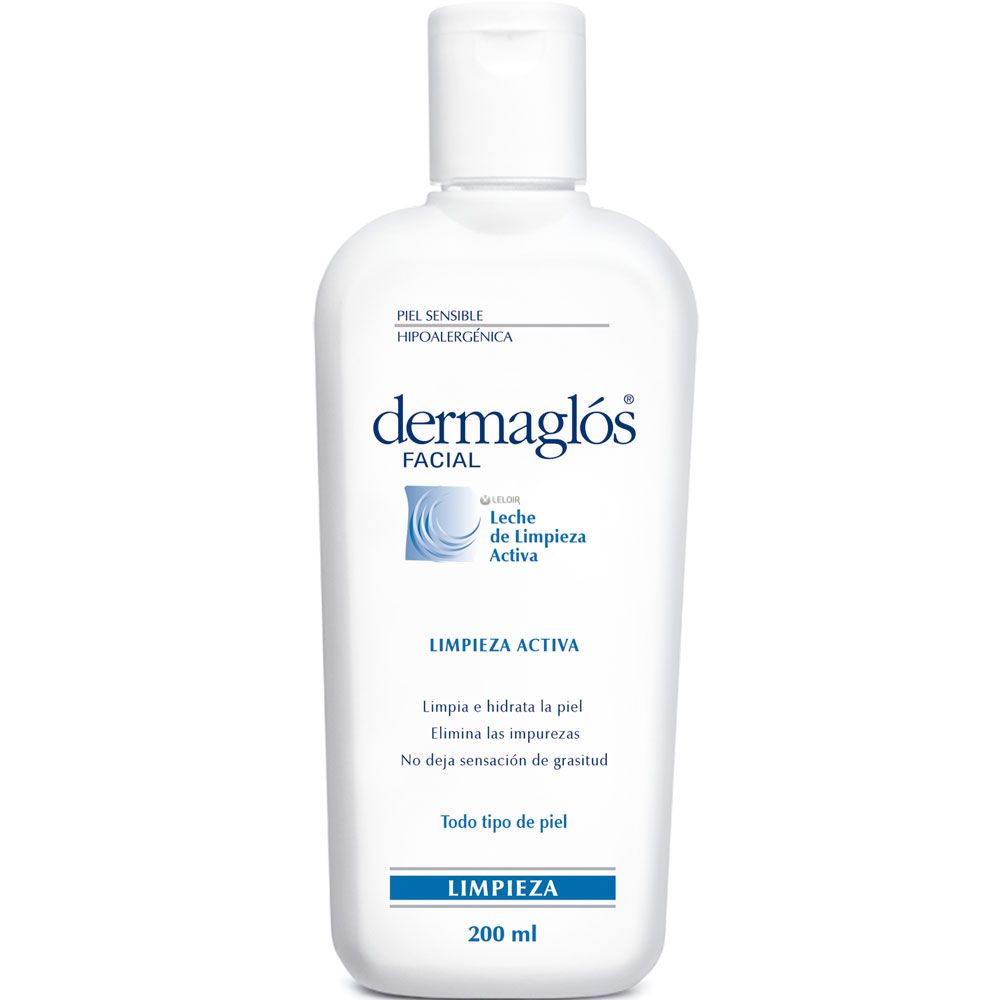 PIEL SENSIBLE
HIPOALERGÉNICA
dermaglós®
FACIAL
LELOIR
Leche
de Limpieza
Activa
LIMPIEZA ACTIVA
Limpia e hidrata la piel
Elimina las impurezas
No deja sensación de grasitud
Todo tipo de piel
LIMPIEZA
200 ml